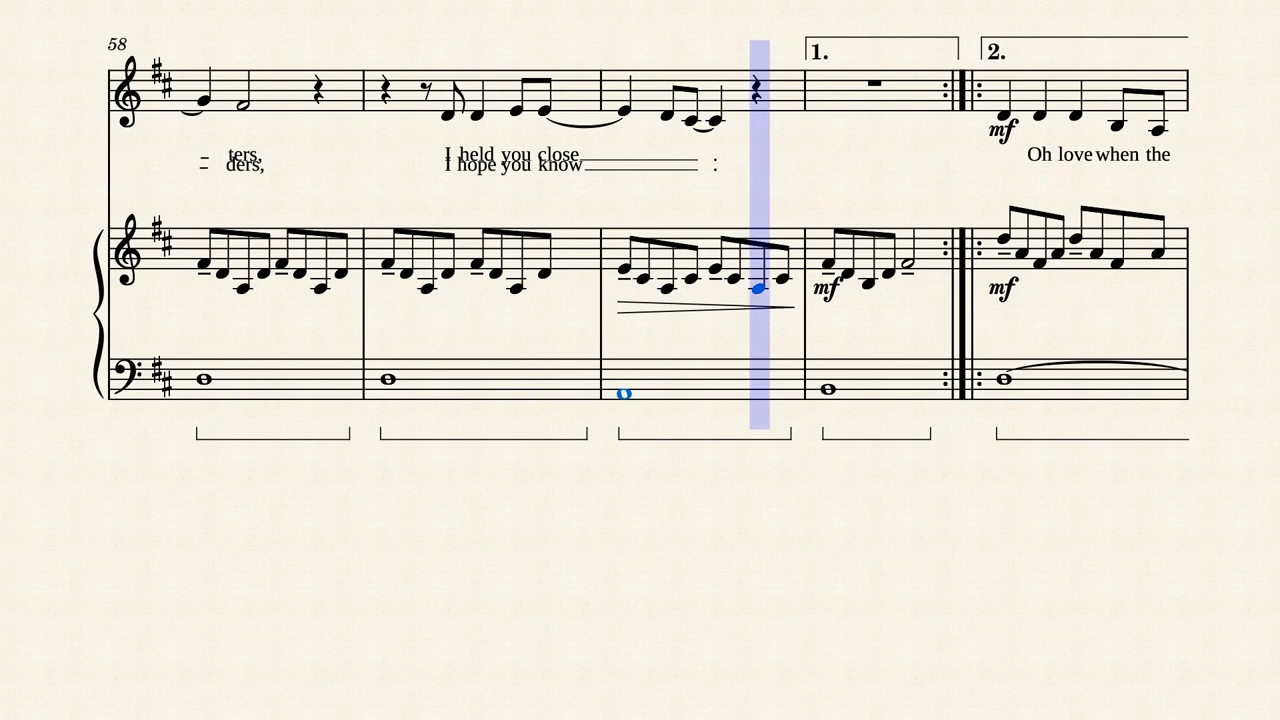 58
1.
2.
mf
– ters, I held you close : Oh love when the
– ders, I hope you know :
mf
mf